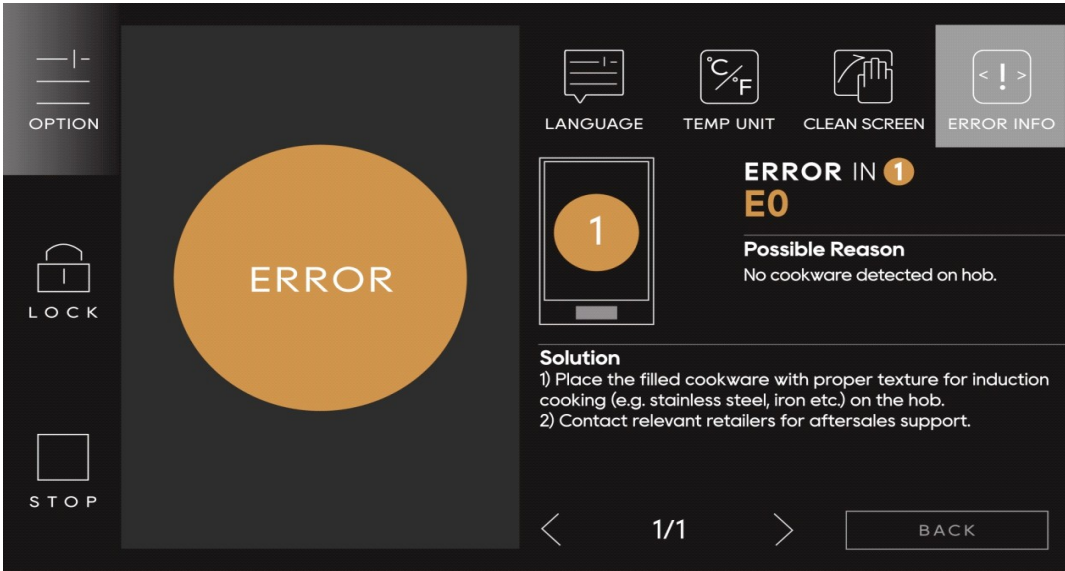 OPTION
LOCK
STOP
ERROR
LANGUAGE
TEMP UNIT
CLEAN SCREEN
< ! >
ERROR INFO
°C/°F
1
ERROR IN 1
E0
Possible Reason
No cookware detected on hob.
Solution
1) Place the filled cookware with proper texture for induction
cooking (e.g. stainless steel, iron etc.) on the hob.
2) Contact relevant retailers for aftersales support.
1/1
BACK